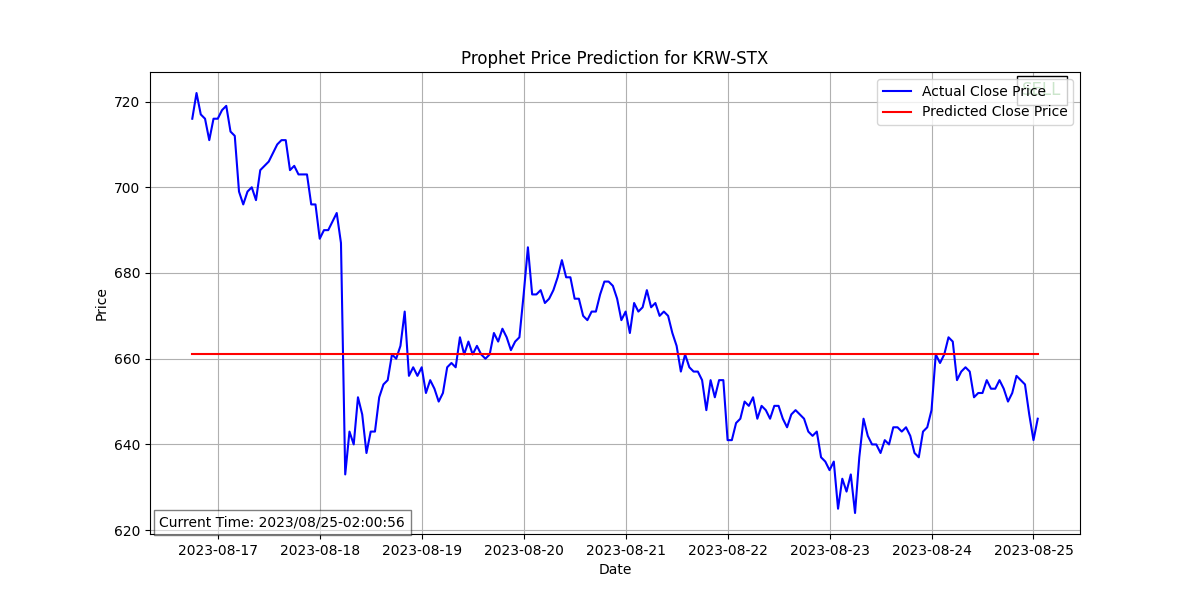 Prophet Price Prediction for KRW-STX
SELL
Actual Close Price
Predicted Close Price
720
700
680
660
640
620
Price
Current Time: 2023/08/25-02:00:56
2023-08-17 2023-08-18 2023-08-19 2023-08-20 2023-08-21 2023-08-22 2023-08-23 2023-08-24 2023-08-25
Date